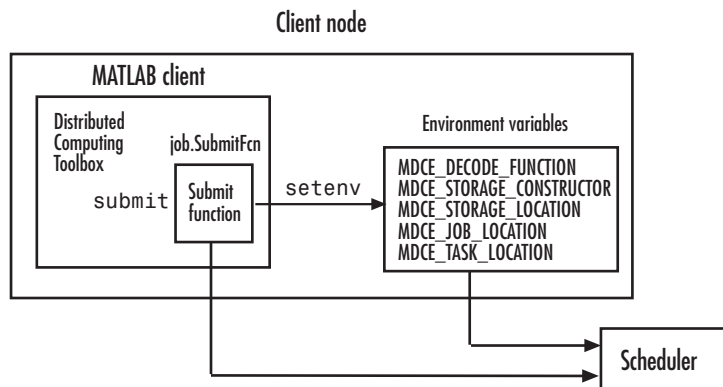 Client node
MATLAB client
Distributed
Computing
Toolbox
job.SubmitFcn
submit
Submit
function
setenv
Environment variables
MDCE_DECODE_FUNCTION
MDCE_STORAGE_CONSTRUCTOR
MDCE_STORAGE_LOCATION
MDCE_JOB_LOCATION
MDCE_TASK_LOCATION
Scheduler